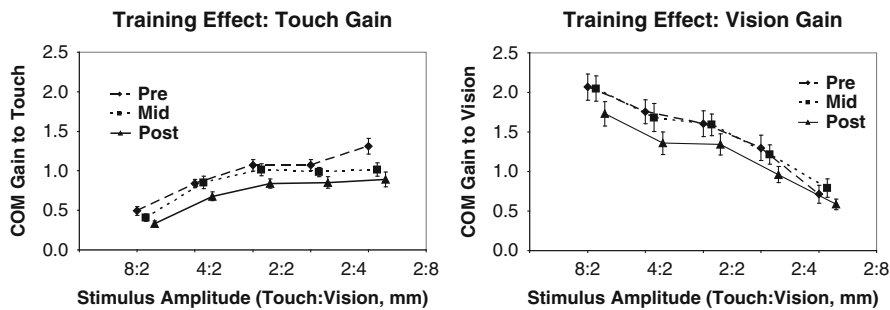 Training Effect: Touch Gain
COM Gain to Touch
2.5
2.0
1.5
1.0
0.5
0.0
Pre
Mid
Post
8:2 4:2 2:2 2:4 2:8
Stimulus Amplitude (Touch:Vision, mm)
Training Effect: Vision Gain
COM Gain to Vision
2.5
2.0
1.5
1.0
0.5
0.0
Pre
Mid
Post
8:2 4:2 2:2 2:4 2:8
Stimulus Amplitude (Touch:Vision, mm)